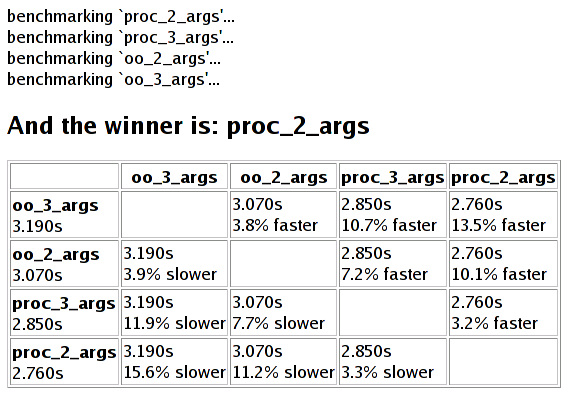 benchmarking `proc_2_args'...
benchmarking `proc_3_args'...
benchmarking `oo_2_args'...
benchmarking `oo_3_args'...
And the winner is: proc_2_args
oo_3_args oo_2_args proc_3_args proc_2_args
oo_3_args 3.070s 2.850s 2.760s
3.190s 3.8% faster 10.7% faster 13.5% faster
oo_2_args 3.190s 2.850s 2.760s
3.070s 3.9% slower 7.2% faster 10.1% faster
proc_3_args 3.190s 3.070s 2.760s
2.850s 11.9% slower 7.7% slower 3.2% faster
proc_2_args 3.190s 3.070s 2.850s
2.760s 15.6% slower 11.2% slower 3.3% slower